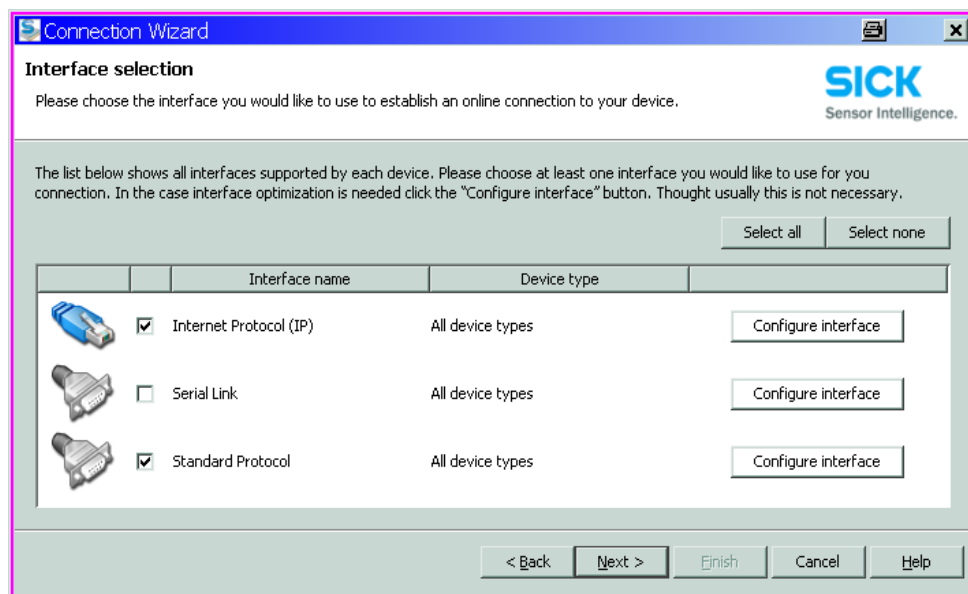 Connection Wizard
Interface selection
Please choose the interface you would like to use to establish an online connection to your device.
SICK
Sensor Intelligence.
The list below shows all interfaces supported by each device. Please choose at least one interface you would like to use for you
connection. In the case interface optimization is needed click the "Configure interface" button. Thought usually this is not necessary.
Select all Select none
Interface name Device type
Internet Protocol (IP) All device types Configure interface
Serial Link All device types Configure interface
Standard Protocol All device types Configure interface
< Back Next > Finish Cancel Help